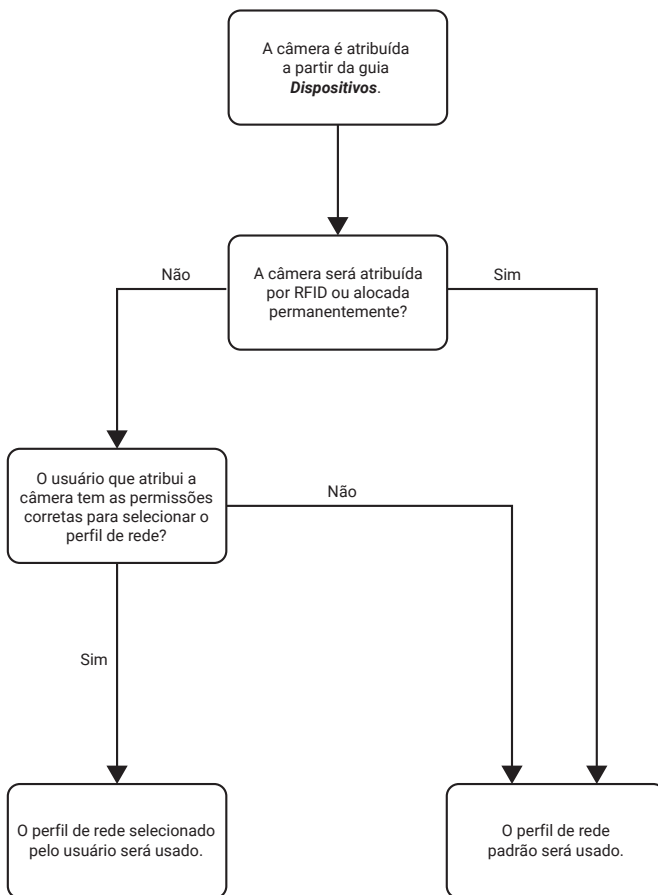 A câmera é atribuída
a partir da guia
Dispositivos.
Não
A câmera será atribuída
por RFID ou alocada
permanentemente?
Sim
O usuário que atribui a
câmera tem as permissões
corretas para selecionar o
perfil de rede?
Não
Sim
O perfil de rede selecionado
pelo usuário será usado.
O perfil de rede
padrão será usado.